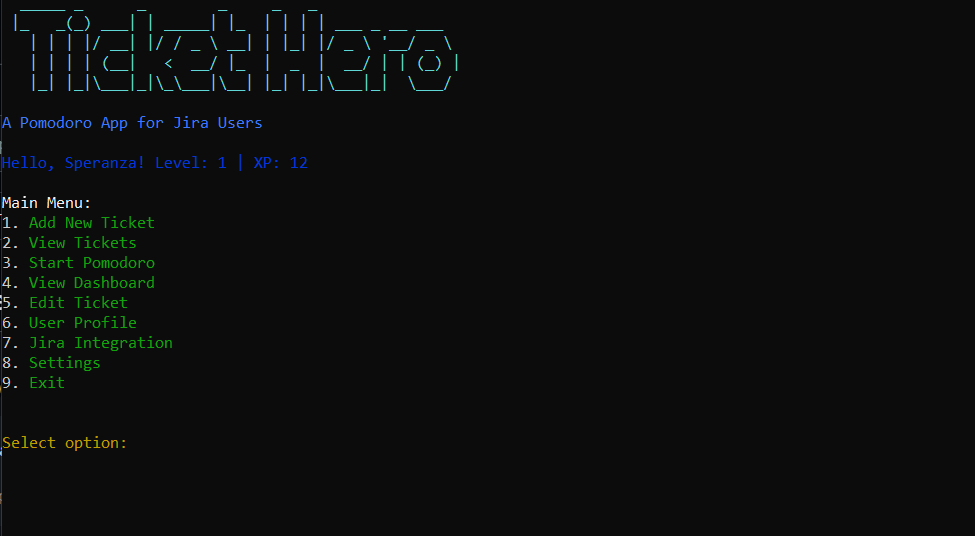 Ticket Hero
A Pomodoro App for Jira Users
Hello, Speranza! Level: 1 | XP: 12
Main Menu:
1. Add New Ticket
2. View Tickets
3. Start Pomodoro
4. View Dashboard
5. Edit Ticket
6. User Profile
7. Jira Integration
8. Settings
9. Exit
Select option: